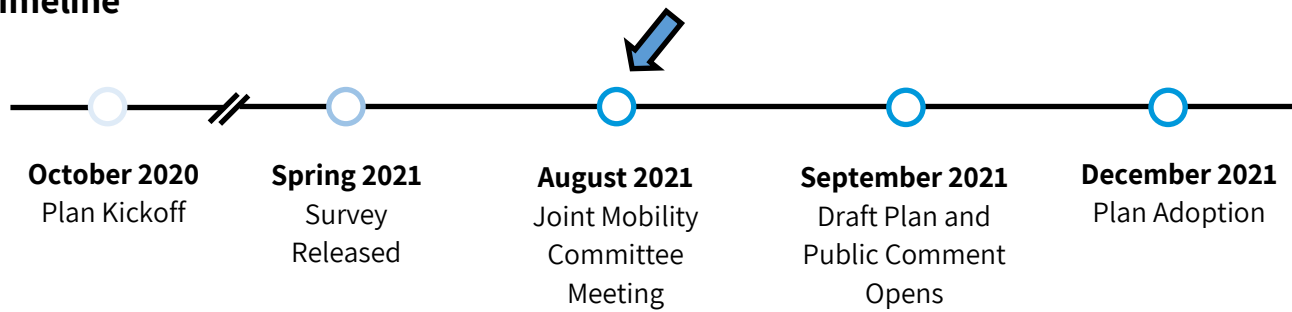 October 2020
Plan Kickoff
Spring 2021
Survey
Released
August 2021
Joint Mobility
Committee
Meeting
September 2021
Draft Plan and
Public Comment
Opens
December 2021
Plan Adoption